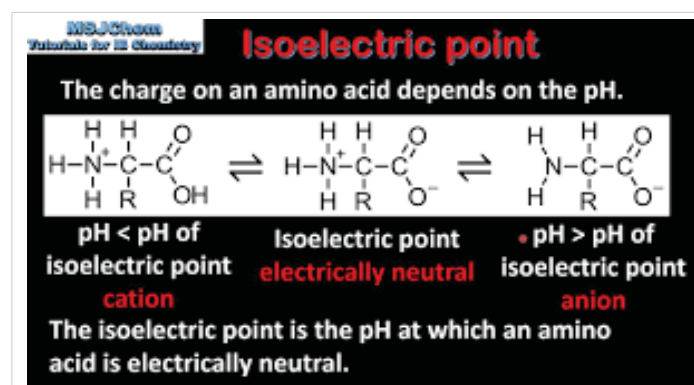 MSJChem
Tutorials for IB Chemistry
Isoelectric point
The charge on an amino acid depends on the pH.
H H O
H-N⁺-C-C
H R OH
⇌
H H O
H-N⁺-C-C
H R O⁻
⇌
H H O
N-C-C
H R O⁻
pH < pH of
isoelectric point
cation
Isoelectric point
electrically neutral
pH > pH of
isoelectric point
anion
The isoelectric point is the pH at which an amino
acid is electrically neutral.